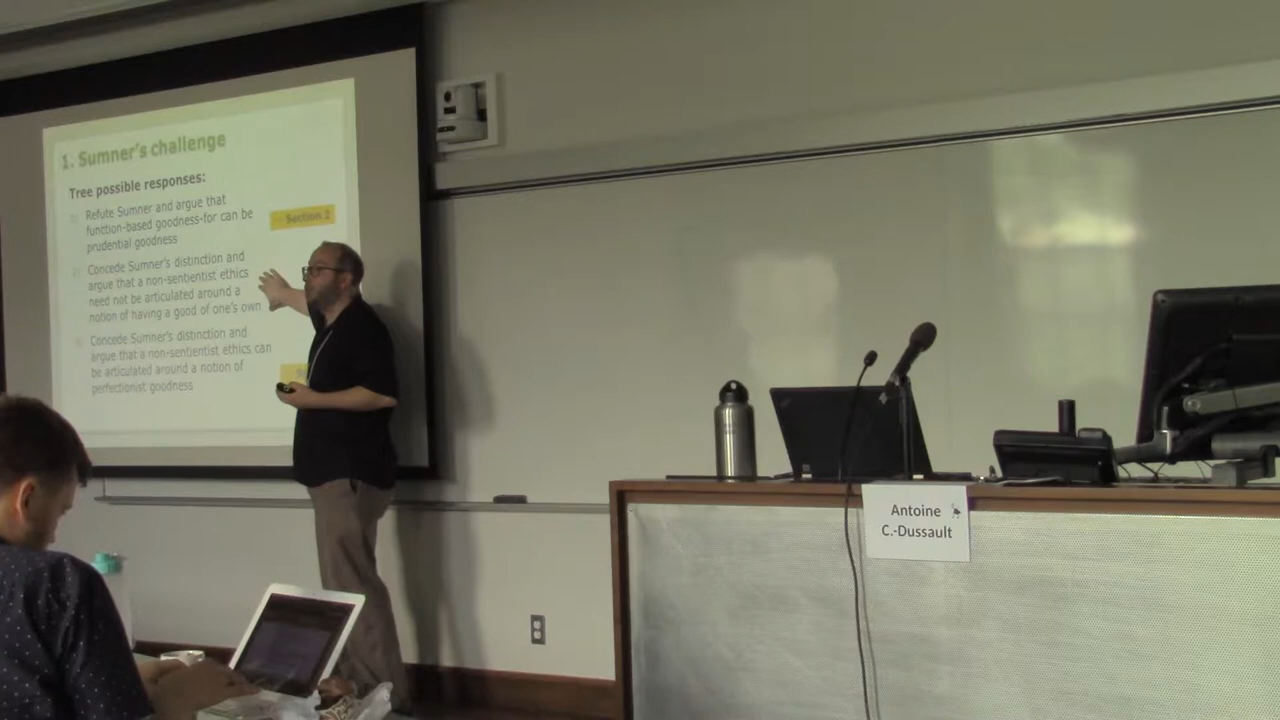 1. Sumner's challenge
Tree possible responses:
Refute Sumner and argue that
function-based goodness-for can be
prudential goodness
Section 2
Concede Sumner's distinction and
argue that a non-sentientist ethics
need not be articulated around a
notion of having a good of one's own
Concede Sumner's distinction and
argue that a non-sentientist ethics can
be articulated around a notion of
perfectionist goodness
Antoine
C.-Dussault